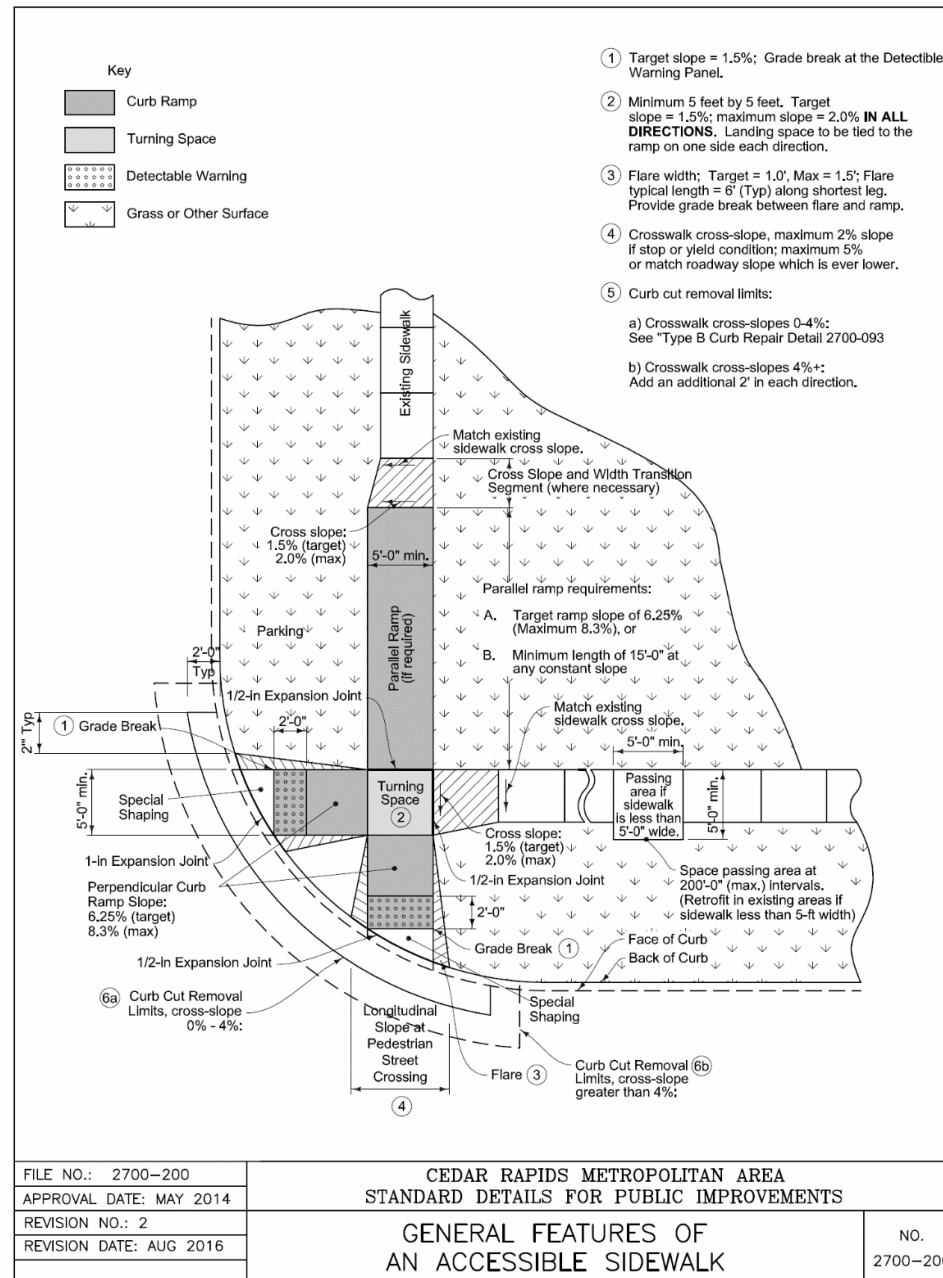 Key
Curb Ramp
Turning Space
Detectable Warning
Grass or Other Surface
1 Target slope = 1.5%; Grade break at the Detectible
Warning Panel.
2 Minimum 5 feet by 5 feet. Target
slope = 1.5%; maximum slope = 2.0% IN ALL
DIRECTIONS. Landing space to be tied to the
ramp on one side each direction.
3 Flare width; Target = 1.0', Max = 1.5'; Flare
typical length = 6' (Typ) along shortest leg.
Provide grade break between flare and ramp.
4 Crosswalk cross-slope, maximum 2% slope
if stop or yield condition; maximum 5%
or match roadway slope which is ever lower.
5 Curb cut removal limits:
a) Crosswalk cross-slopes 0-4%:
See "Type B Curb Repair Detail 2700-093
b) Crosswalk cross-slopes 4%+:
Add an additional 2' in each direction.
Existing Sidewalk
Match existing
sidewalk cross slope.
Cross Slope and Width Transition
Segment (where necessary)
Cross slope:
1.5% (target)
2.0% (max)
5'-0" min.
Parallel Ramp
(if required)
Parallel ramp requirements:
A. Target ramp slope of 6.25%
(Maximum 8.3%), or
B. Minimum length of 15'-0" at
any constant slope
Parking
2'-0"
Typ
1/2-in Expansion Joint
Match existing
sidewalk cross slope.
2'" Typ
1 Grade Break
2'-0"
5'-0" min.
5'-0" min.
Special
Shaping
Turning
Space
2
Passing
area if
sidewalk
is less than
5'-0" wide.
5'-0" min.
Cross slope:
1.5% (target)
2.0% (max)
1-in Expansion Joint
1/2-in Expansion Joint
Perpendicular Curb
Ramp Slope:
6.25% (target)
8.3% (max)
Space passing area at
200'-0" (max.) intervals.
(Retrofit in existing areas if
sidewalk less than 5-ft width)
2'-0"
Grade Break 1
Face of Curb
Back of Curb
1/2-in Expansion Joint
6a Curb Cut Removal
Limits, cross-slope
0% - 4%:
Special
Shaping
Longitudinal
Slope at
Pedestrian
Street
Crossing
4
Flare 3
Curb Cut Removal 6b
Limits, cross-slope
greater than 4%:
FILE NO.: 2700-200
APPROVAL DATE: MAY 2014
REVISION NO.: 2
REVISION DATE: AUG 2016
CEDAR RAPIDS METROPOLITAN AREA
STANDARD DETAILS FOR PUBLIC IMPROVEMENTS
GENERAL FEATURES OF
AN ACCESSIBLE SIDEWALK
NO.
2700-200